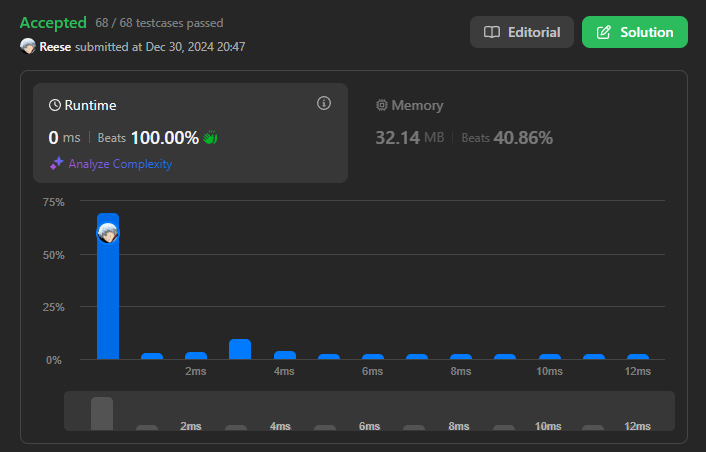 Accepted 68 / 68 testcases passed
Reese submitted at Dec 30, 2024 20:47
Editorial
Solution
Runtime
0 ms Beats 100.00%
Analyze Complexity
Memory
32.14 MB Beats 40.86%
75%
50%
25%
0%
2ms 4ms 6ms 8ms 10ms 12ms
2ms 4ms 6ms 8ms 10ms 12ms